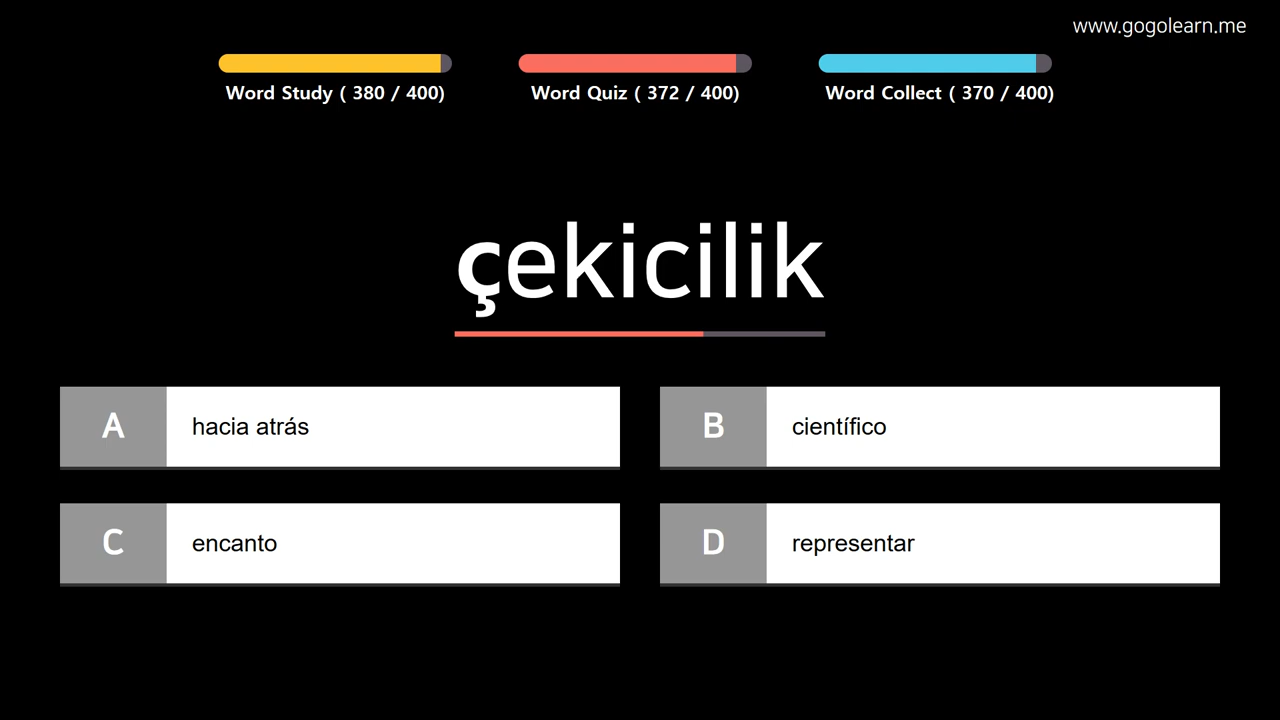 www.gogolearn.me
Word Study ( 380 / 400)
Word Quiz ( 372 / 400)
Word Collect ( 370 / 400)
çekicilik
A hacia atrás
B científico
C encanto
D representar